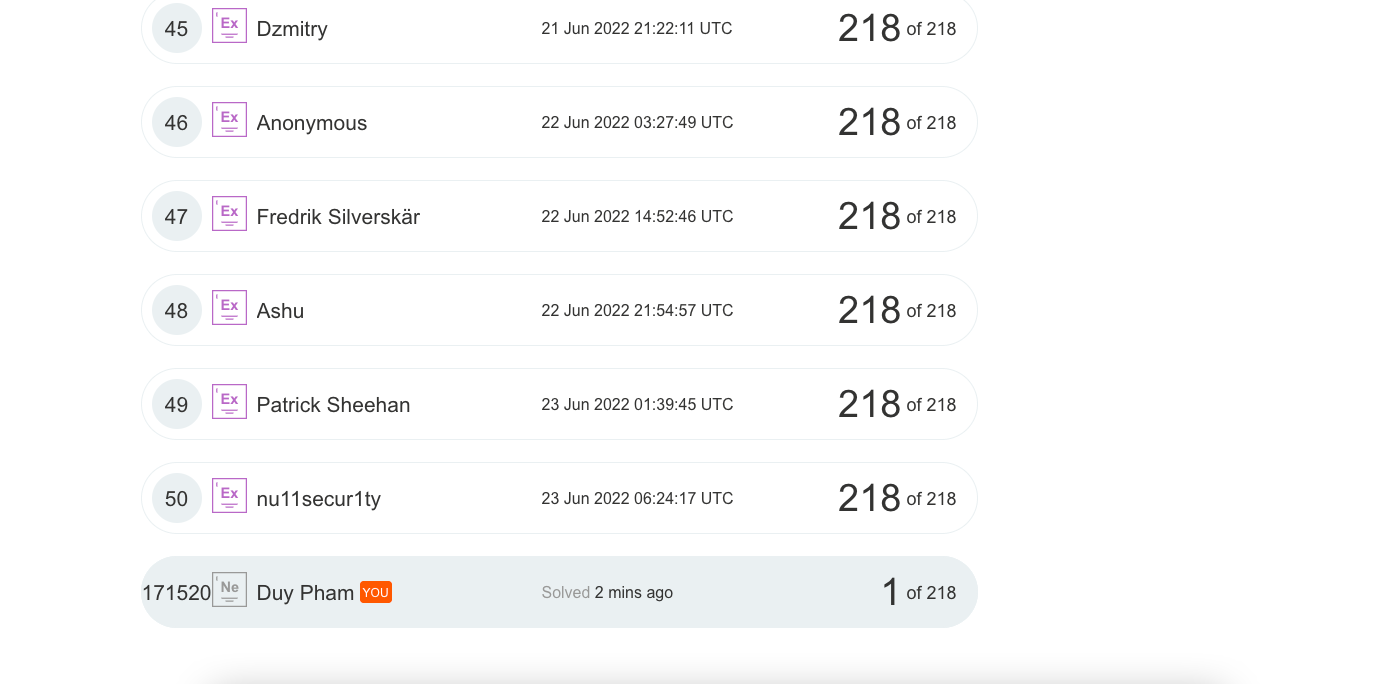 45 Ex Dzmitry 21 Jun 2022 21:22:11 UTC 218 of 218
46 Ex Anonymous 22 Jun 2022 03:27:49 UTC 218 of 218
47 Ex Fredrik Silverskär 22 Jun 2022 14:52:46 UTC 218 of 218
48 Ex Ashu 22 Jun 2022 21:54:57 UTC 218 of 218
49 Ex Patrick Sheehan 23 Jun 2022 01:39:45 UTC 218 of 218
50 Ex nu11secur1ty 23 Jun 2022 06:24:17 UTC 218 of 218
171520 Ne Duy Pham YOU Solved 2 mins ago 1 of 218